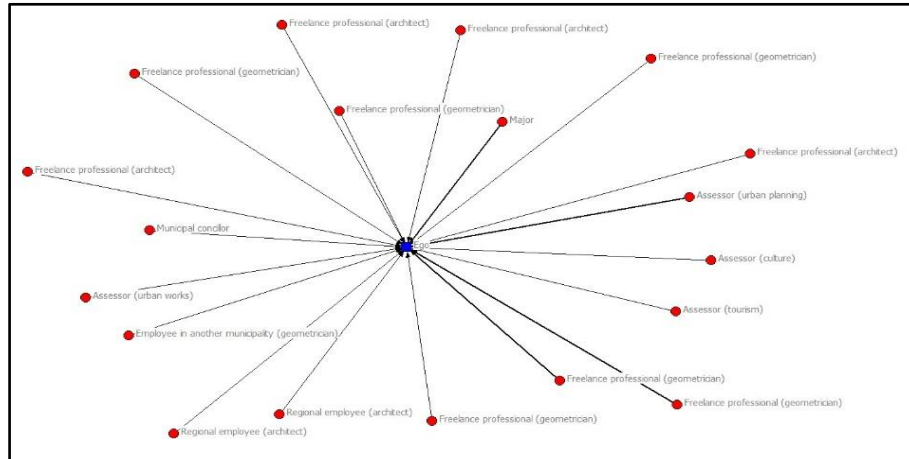 Freelance professional (architect)
Freelance professional (architect)
Freelance professional (geometrician)
Freelance professional (geometrician)
Freelance professional (geometrician)
Major
Freelance professional (architect)
Freelance professional (architect)
Assessor (urban planning)
Municpal concilor
Ego
Assessor (culture)
Assessor (urban works)
Assessor (tourism)
Employee in another municipality (geometrician)
Freelance professional (geometrician)
Freelance professional (geometrician)
Regional employee (architect)
Freelance professional (geometrician)
Regional employee (architect)